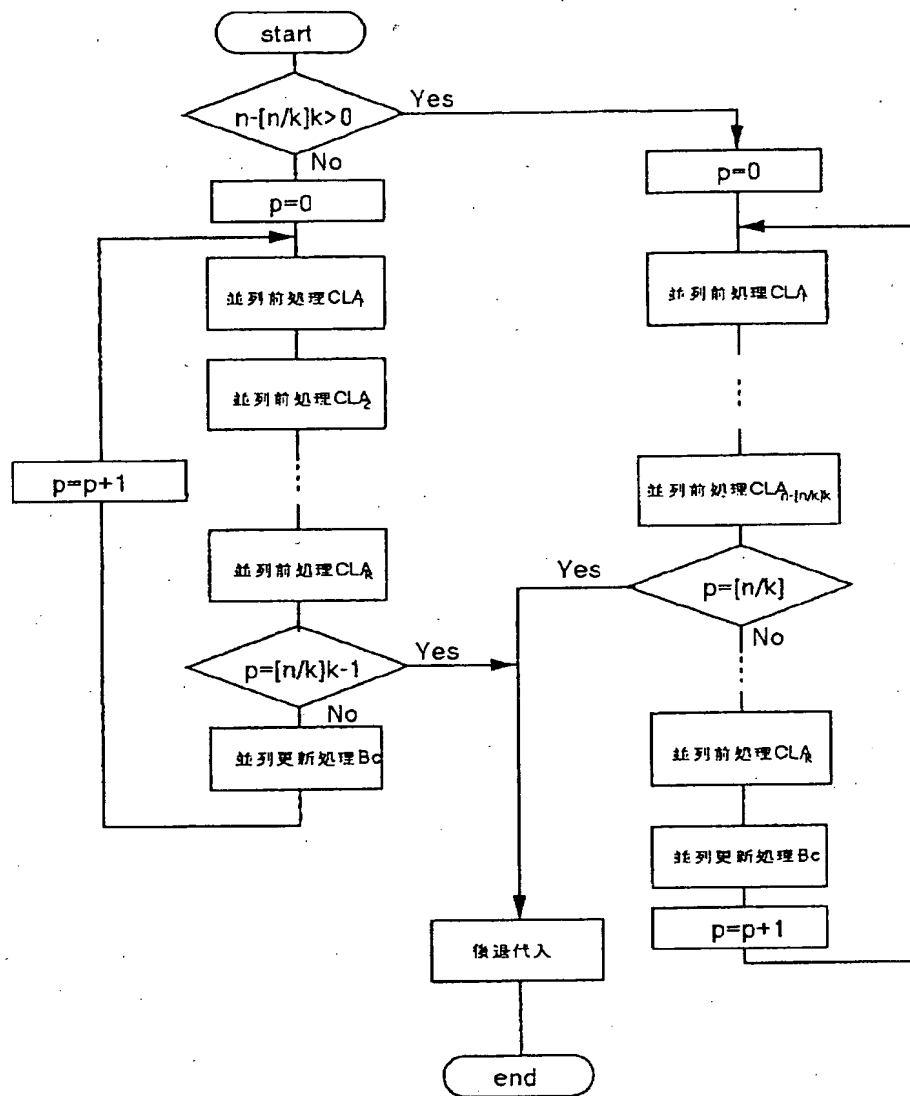 start
n-[n/k]k>0
Yes
No
p=0
並列前処理CLA₁
並列前処理CLA₂
並列前処理CLAₖ
p=[n/k]k-1
Yes
No
並列更新処理Bc
p=p+1
p=0
並列前処理CLA₁
並列前処理CLAn-[n/k]k
p=[n/k]
Yes
No
並列前処理CLAₖ
並列更新処理Bc
p=p+1
後退代入
end